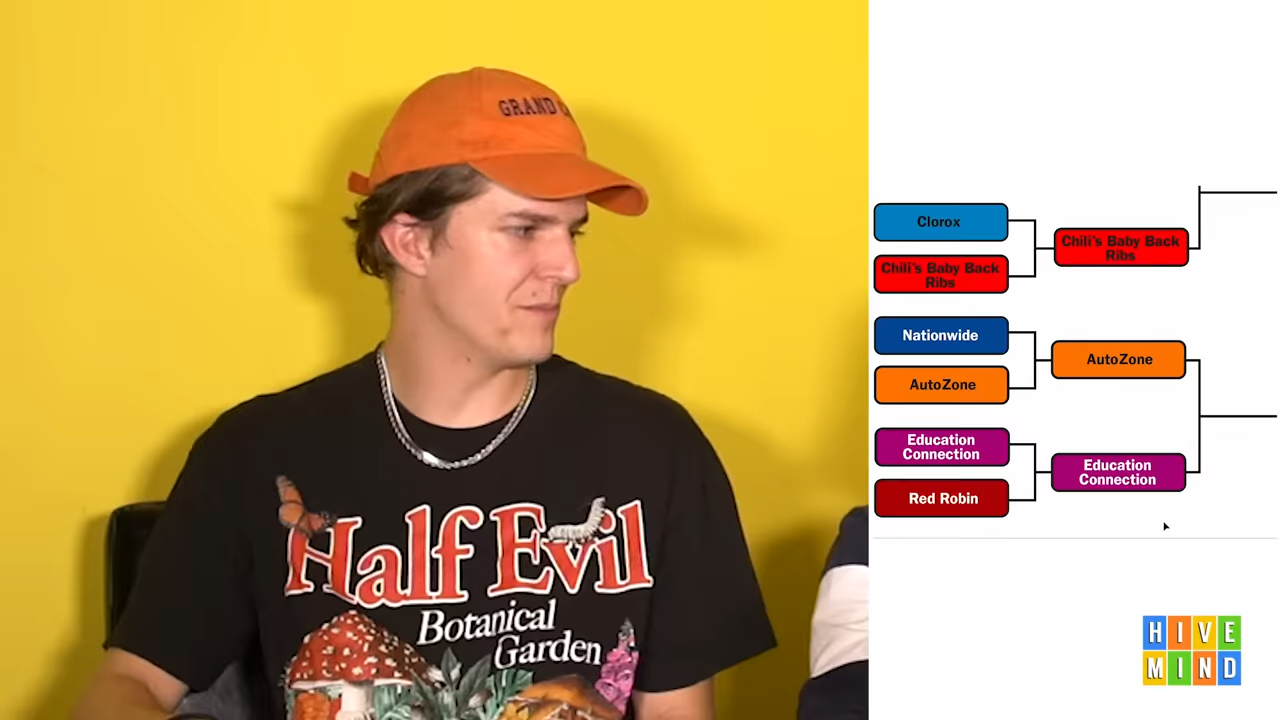 GRAND
Half Evil
Botanical
Garden
Clorox
Chili's Baby Back
Ribs
Chili's Baby Back
Ribs
Nationwide
AutoZone
AutoZone
Education
Connection
Red Robin
Education
Connection
HIVE
MIND